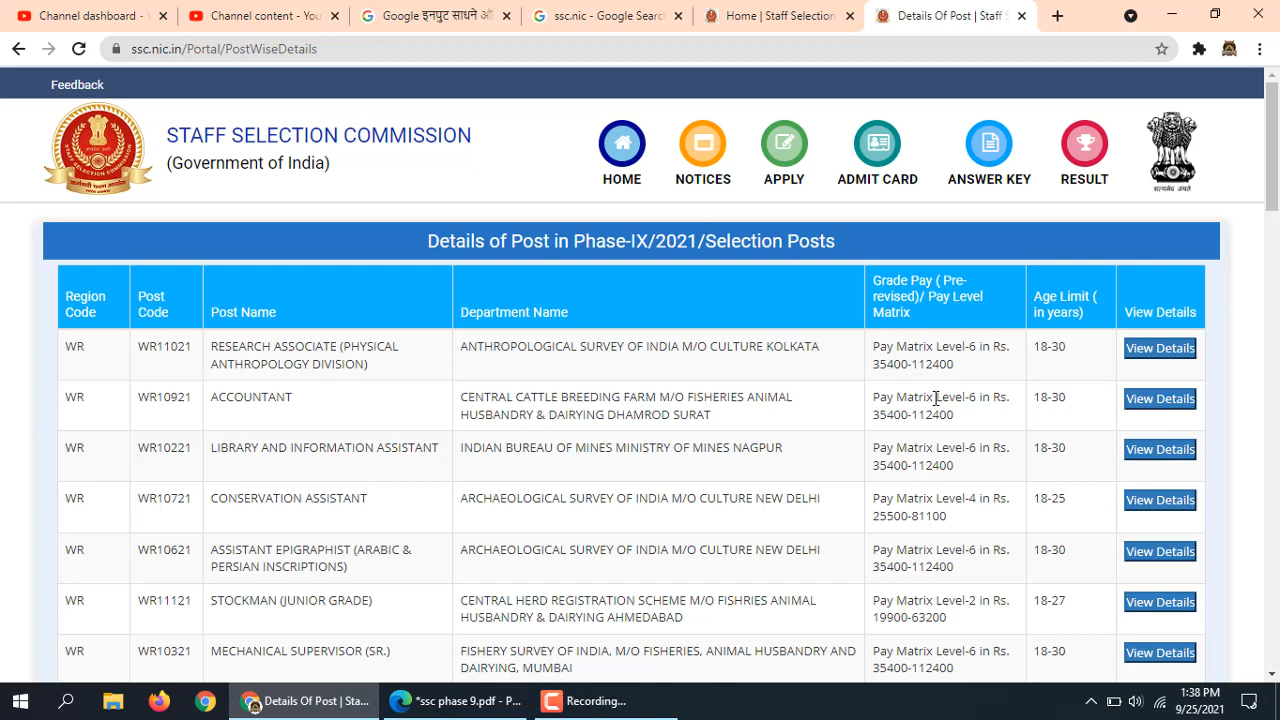 Channel dashboard -
Channel content - You
Google इनपुट साधने ऑ
ssc.nic - Google Searc
Home | Staff Selection
Details Of Post | Staff S
ssc.nic.in/Portal/PostWiseDetails
Feedback
STAFF SELECTION COMMISSION
(Government of India)
HOME
NOTICES
APPLY
ADMIT CARD
ANSWER KEY
RESULT
सत्यमेव जयते
Details of Post in Phase-IX/2021/Selection Posts
Region
Code
Post
Code
Post Name
Department Name
Grade Pay ( Pre-
revised)/ Pay Level
Matrix
Age Limit (
in years)
View Details
WR
WR11021
RESEARCH ASSOCIATE (PHYSICAL
ANTHROPOLOGY DIVISION)
ANTHROPOLOGICAL SURVEY OF INDIA M/O CULTURE KOLKATA
Pay Matrix Level-6 in Rs.
35400-112400
18-30
View Details
WR
WR10921
ACCOUNTANT
CENTRAL CATTLE BREEDING FARM M/O FISHERIES ANIMAL
HUSBANDRY & DAIRYING DHAMROD SURAT
Pay Matrix Level-6 in Rs.
35400-112400
18-30
View Details
WR
WR10221
LIBRARY AND INFORMATION ASSISTANT
INDIAN BUREAU OF MINES MINISTRY OF MINES NAGPUR
Pay Matrix Level-6 in Rs.
35400-112400
18-30
View Details
WR
WR10721
CONSERVATION ASSISTANT
ARCHAEOLOGICAL SURVEY OF INDIA M/O CULTURE NEW DELHI
Pay Matrix Level-4 in Rs.
25500-81100
18-25
View Details
WR
WR10621
ASSISTANT EPIGRAPHIST (ARABIC &
PERSIAN INSCRIPTIONS)
ARCHAEOLOGICAL SURVEY OF INDIA M/O CULTURE NEW DELHI
Pay Matrix Level-6 in Rs.
35400-112400
18-30
View Details
WR
WR11121
STOCKMAN (JUNIOR GRADE)
CENTRAL HERD REGISTRATION SCHEME M/O FISHRIES ANIMAL
HUSBANDRY & DAIRYING AHMEDABAD
Pay Matrix Level-2 in Rs.
19900-63200
18-27
View Details
WR
WR10321
MECHANICAL SUPERVISOR (SR.)
FISHERY SURVEY OF INDIA, M/O FISHERIES, ANIMAL HUSBANDRY AND
DAIRYING, MUMBAI
Pay Matrix Level-6 in Rs.
35400-112400
18-30
View Details
Details Of Post | Sta...
*ssc phase 9.pdf - P...
Recording...
1:38 PM
9/25/2021